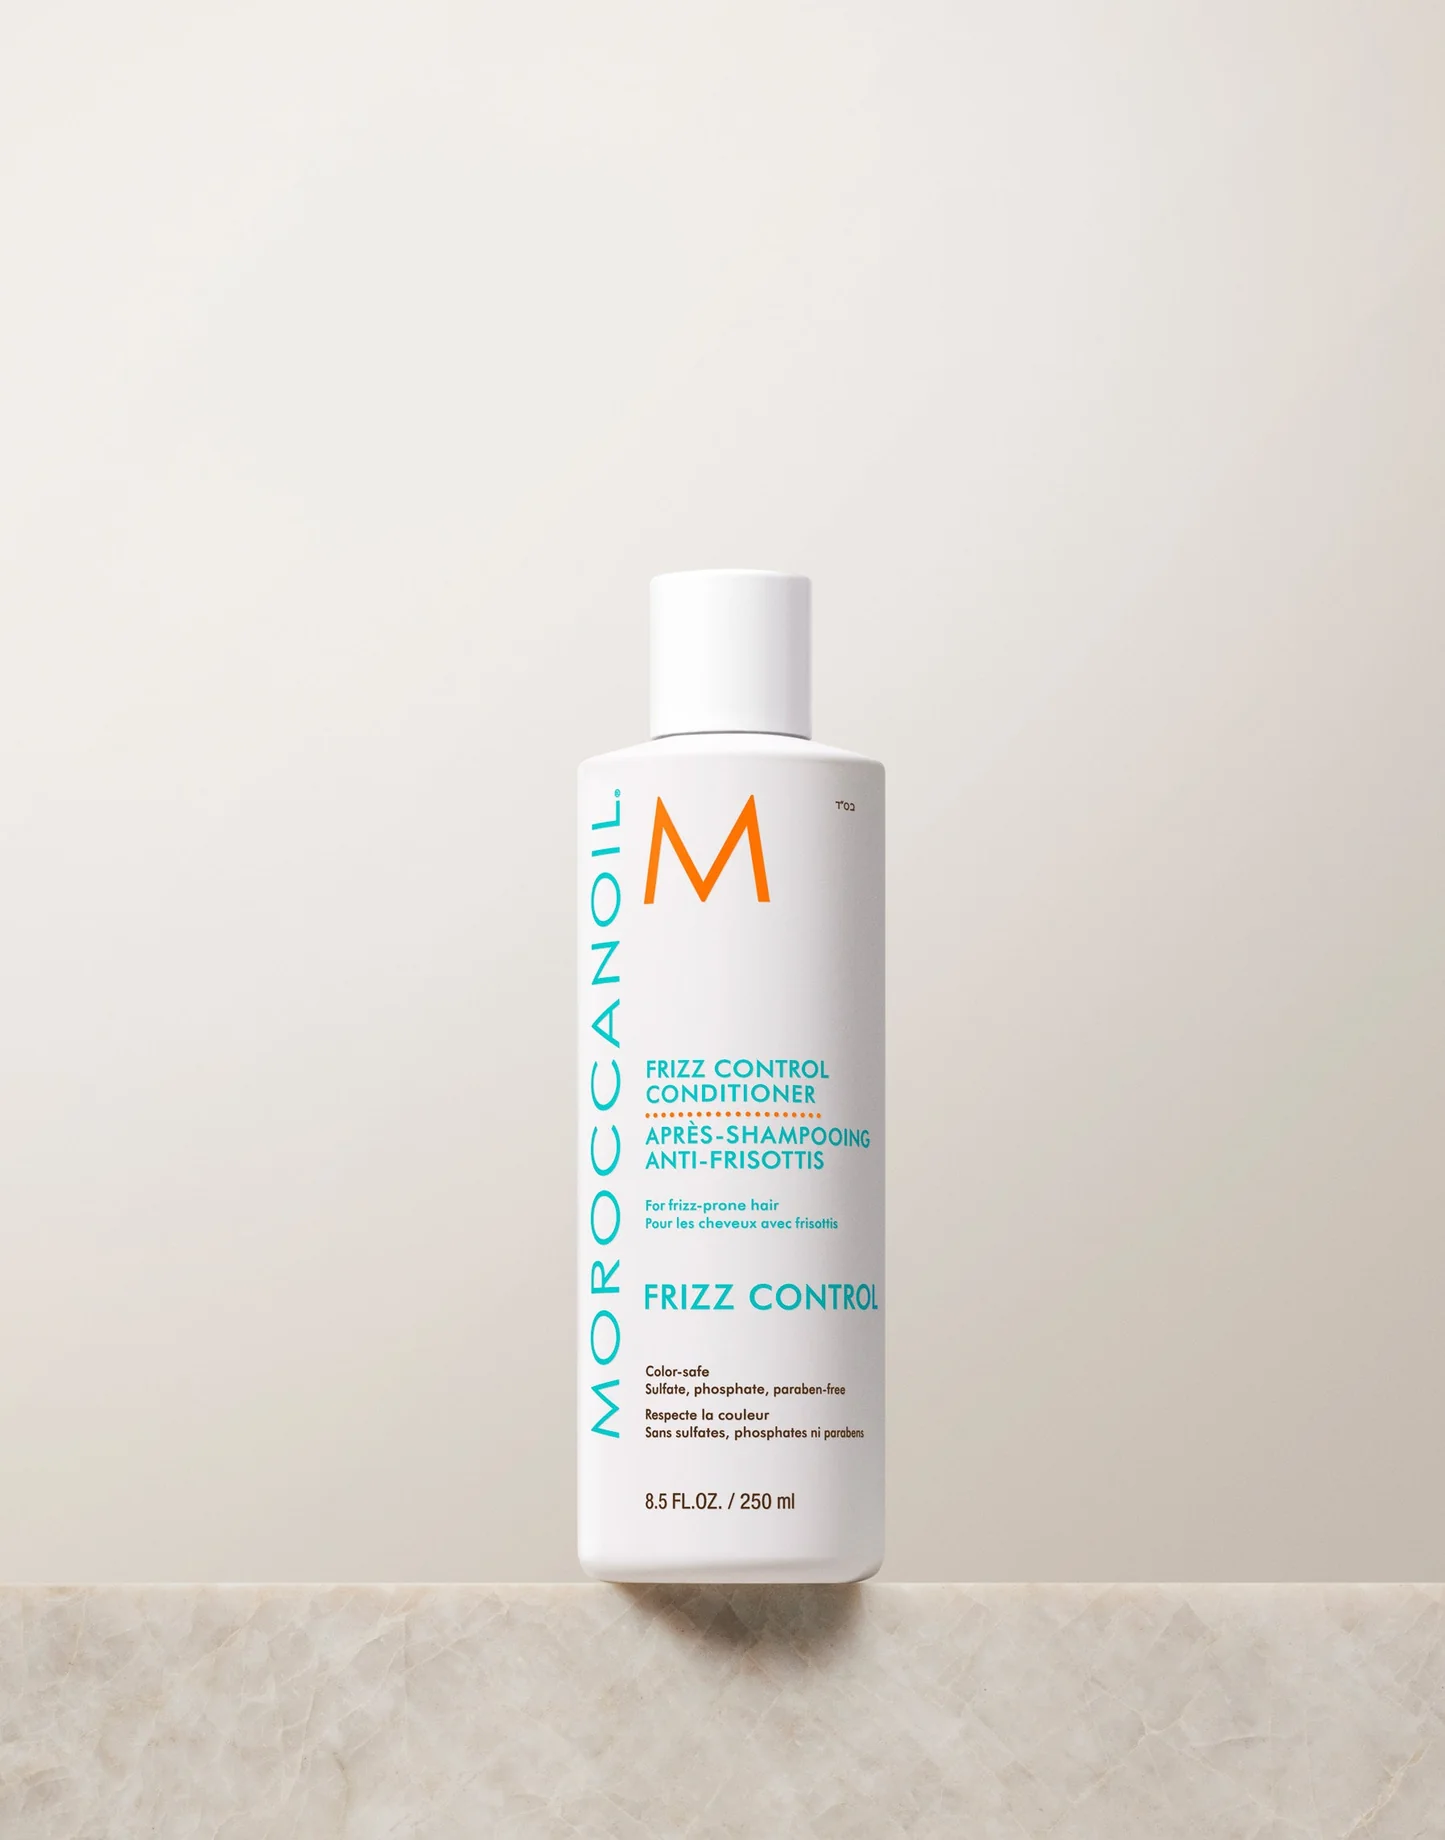 MOROCCANOIL®
M
בס"ד
FRIZZ CONTROL
CONDITIONER
APRÈS-SHAMPOOING
ANTI-FRISOTTIS
For frizz-prone hair
Pour les cheveux avec frisottis
FRIZZ CONTROL
Color-safe
Sulfate, phosphate, paraben-free
Respecte la couleur
Sans sulfates, phosphates ni parabens
8.5 FL.OZ. / 250 ml